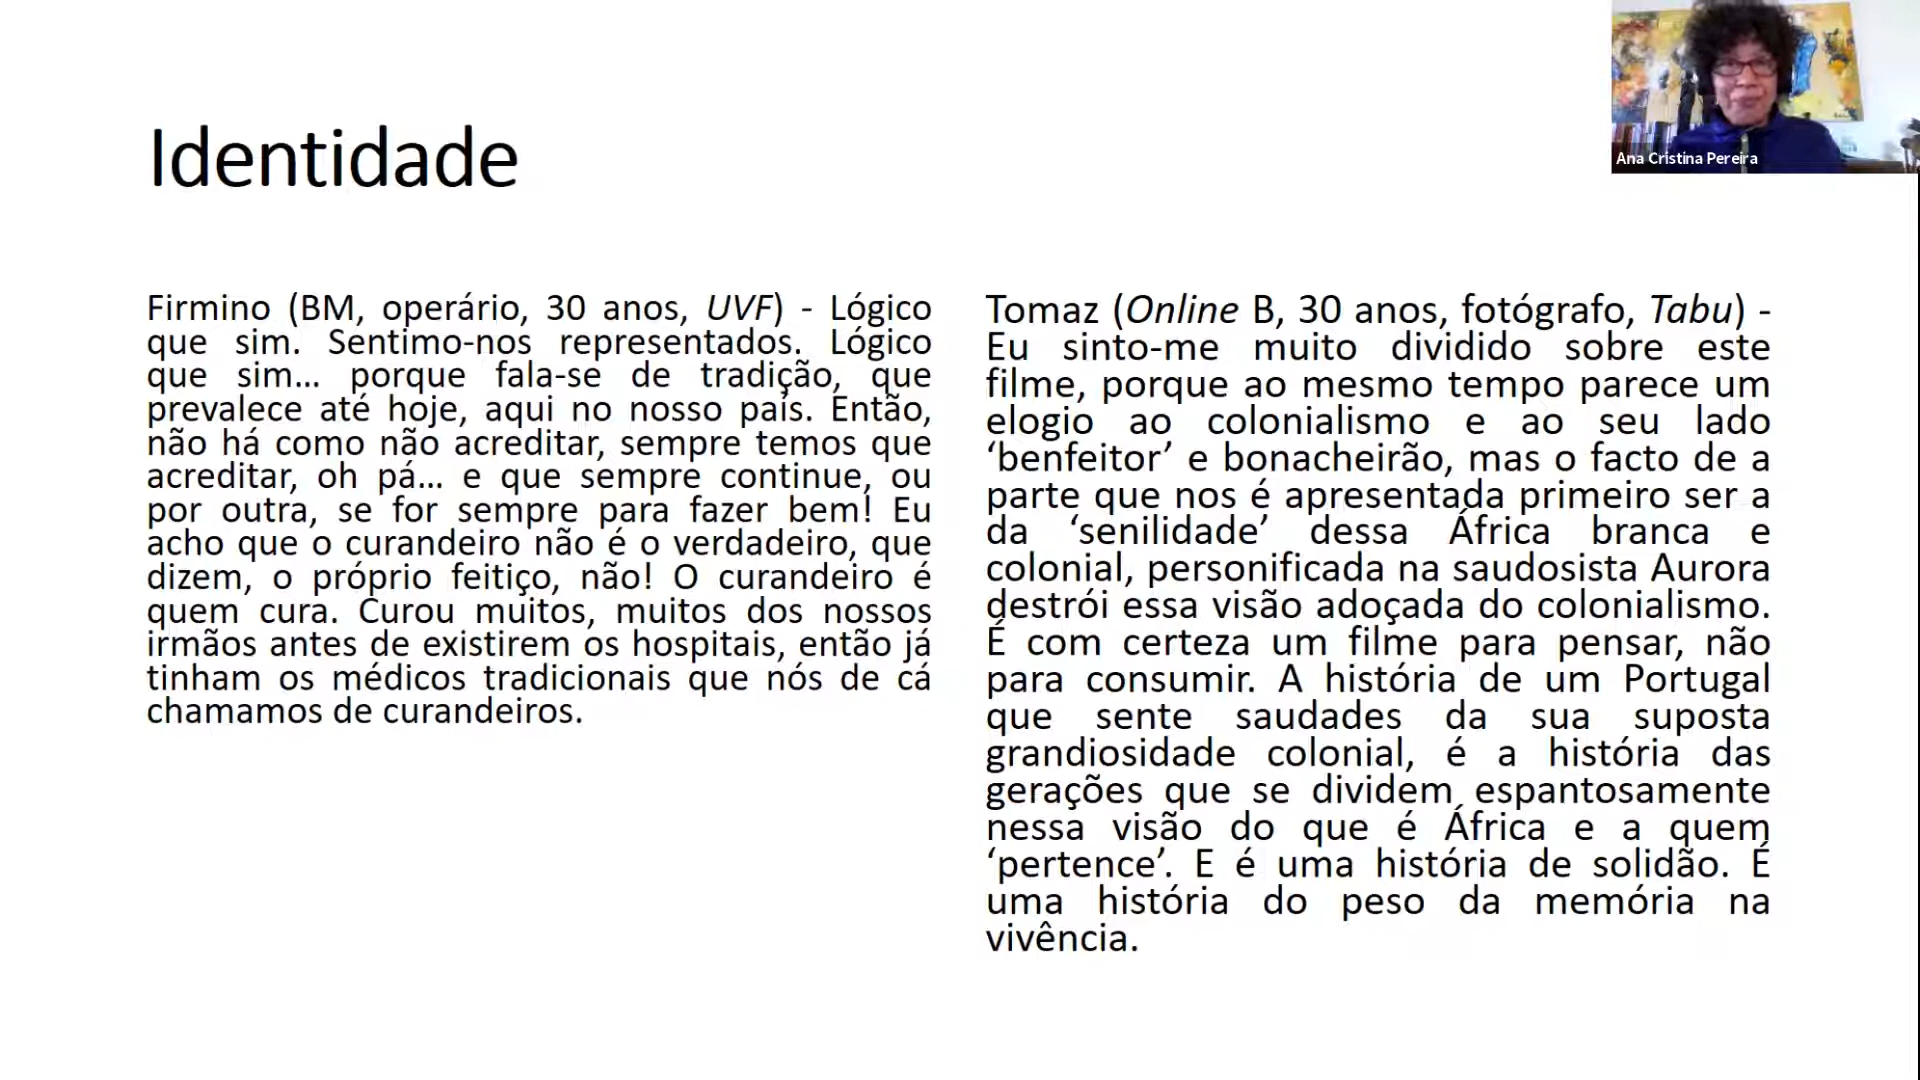 Ana Cristina Pereira
Identidade
Firmino (BM, operário, 30 anos, UVF) - Lógico
que sim. Sentimo-nos representados. Lógico
que sim... porque fala-se de tradição, que
prevalece até hoje, aqui no nosso país. Então,
não há como não acreditar, sempre temos que
acreditar, oh pá... e que sempre continue, ou
por outra, se for sempre para fazer bem! Eu
acho que o curandeiro não é o verdadeiro, que
dizem, o próprio feitiço, não! O curandeiro é
quem cura. Curou muitos, muitos dos nossos
irmãos antes de existirem os hospitais, então já
tinham os médicos tradicionais que nós de cá
chamamos de curandeiros.
Tomaz (Online B, 30 anos, fotógrafo, Tabu) -
Eu sinto-me muito dividido sobre este
filme, porque ao mesmo tempo parece um
elogio ao colonialismo e ao seu lado
‘benfeitor’ e bonacheirão, mas o facto de a
parte que nos é apresentada primeiro ser a
da ‘senilidade’ dessa África branca e
colonial, personificada na saudosista Aurora
destrói essa visão adoçada do colonialismo.
É com certeza um filme para pensar, não
para consumir. A história de um Portugal
que sente saudades da sua suposta
grandiosidade colonial, é a história das
gerações que se dividem espantosamente
nessa visão do que é África e a quem
‘pertence’. E é uma história de solidão. É
uma história do peso da memória na
vivência.